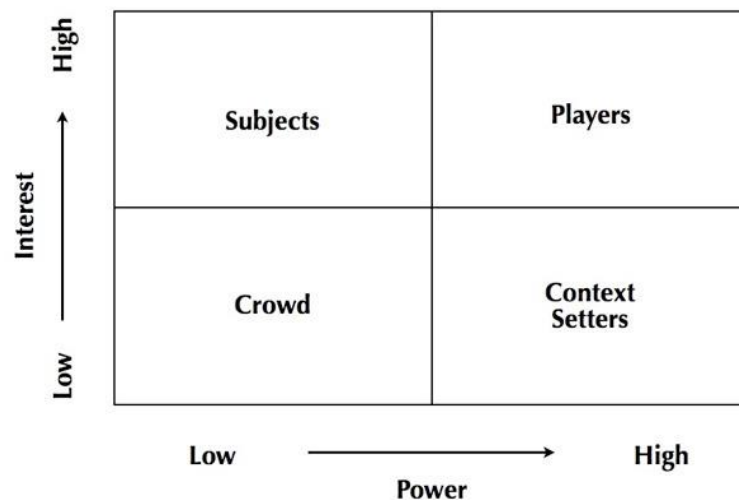 High
Subjects
Players
Interest
Crowd
Context
Setters
Low
Low
High
Power